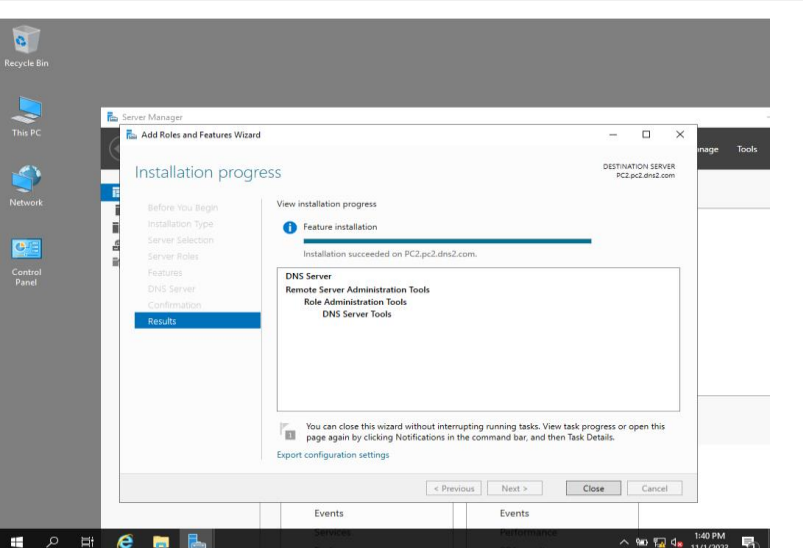 Recycle Bin
This PC
Network
Control
Panel
Server Manager
Add Roles and Features Wizard
Tools
Installation progress
DESTINATION SERVER
PC2.pc2.dns2.com
Before You Begin
Installation Type
Server Selection
Server Roles
Features
DNS Server
Confirmation
Results
View installation progress
Feature installation
Installation succeeded on PC2.pc2.dns2.com.
DNS Server
Remote Server Administration Tools
Role Administration Tools
DNS Server Tools
You can close this wizard without interrupting running tasks. View task progress or open this
page again by clicking Notifications in the command bar, and then Task Details.
Export configuration settings
< Previous
Next >
Close
Cancel
Events
Events
Services
Performance
1:40 PM